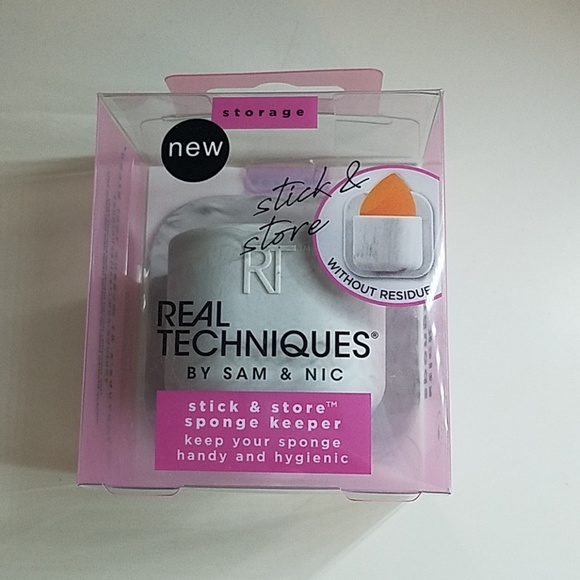 storage
new
stick &
store
WITHOUT RESIDUE
RT™
REAL
TECHNIQUES®
BY SAM & NIC
stick & store™
sponge keeper
keep your sponge
handy and hygienic